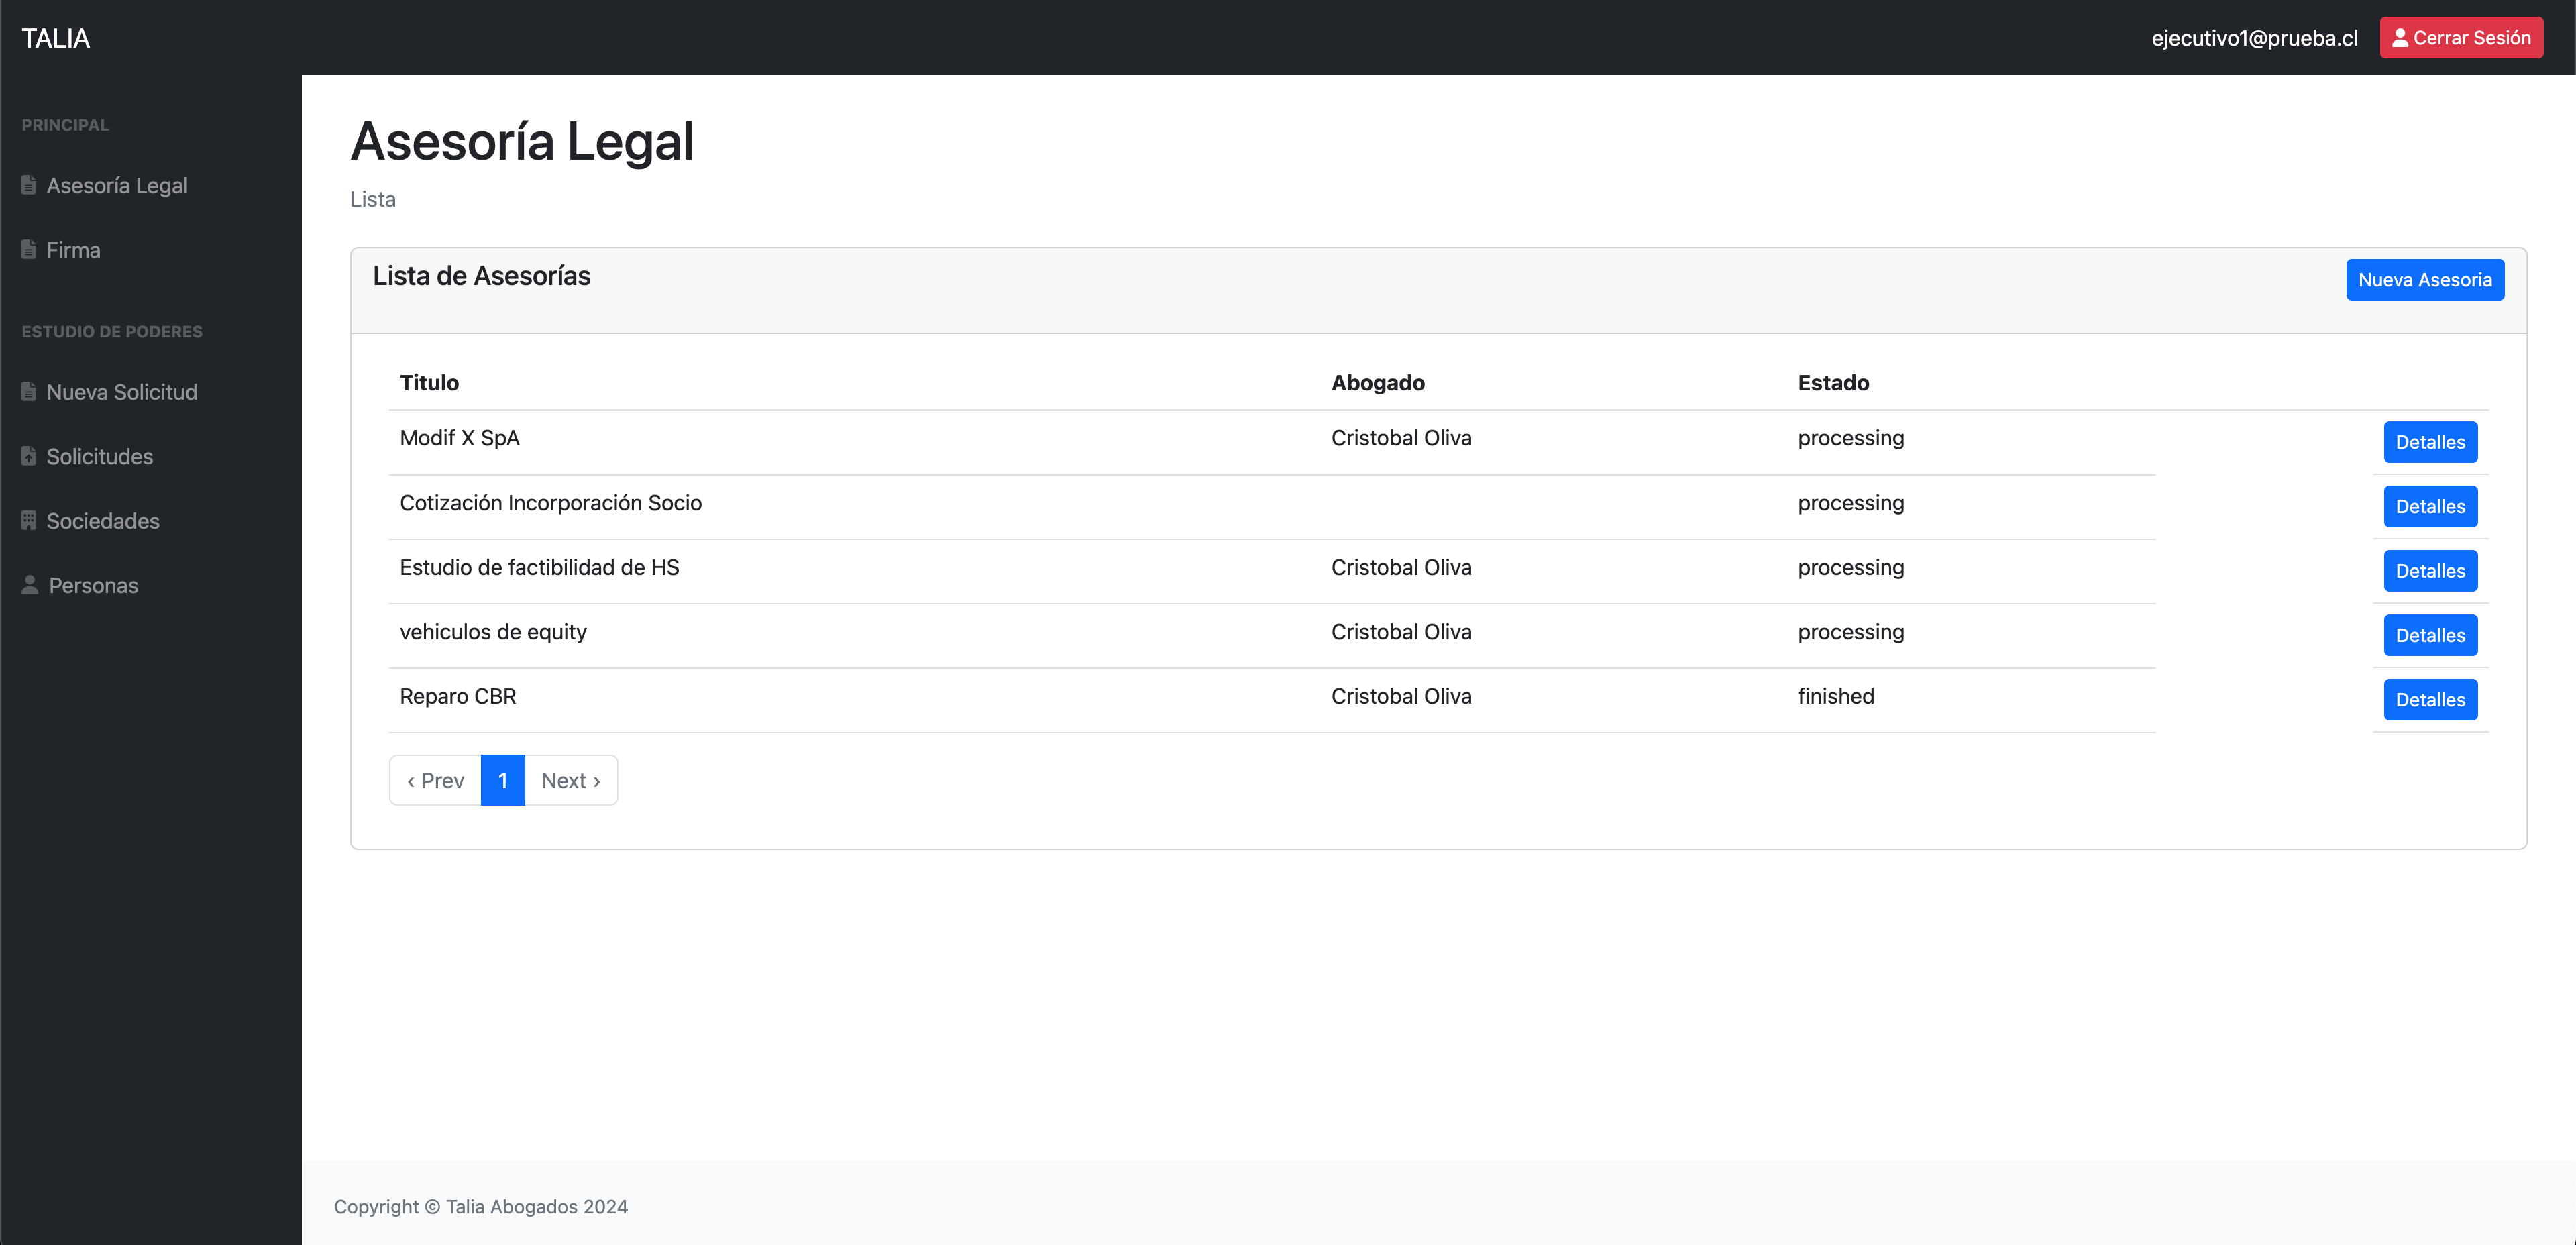 TALIA
ejecutivo1@prueba.cl Cerrar Sesión
PRINCIPAL
Asesoría Legal
Firma
ESTUDIO DE PODERES
Nueva Solicitud
Solicitudes
Sociedades
Personas
Asesoría Legal
Lista
Lista de Asesorías Nueva Asesoria
Titulo Abogado Estado
Modif X SpA Cristobal Oliva processing Detalles
Cotización Incorporación Socio processing Detalles
Estudio de factibilidad de HS Cristobal Oliva processing Detalles
vehiculos de equity Cristobal Oliva processing Detalles
Reparo CBR Cristobal Oliva finished Detalles
‹ Prev 1 Next ›
Copyright © Talia Abogados 2024